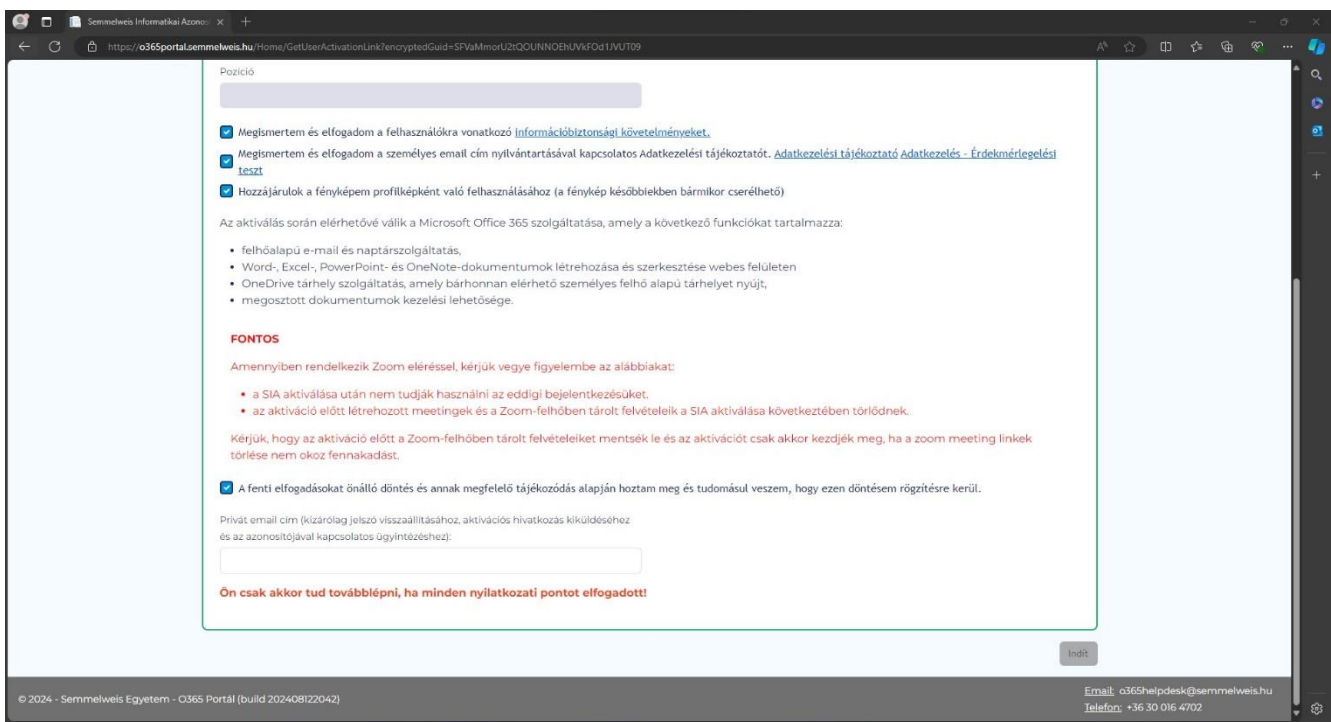 Semmelweis Informatikai Azonos
https://o365portal.semmelweis.hu/Home/GetUserActivationLink?encryptedGuid=SFVaMmorU2tQOUNNOEhUVkFOd1JVUT09
Pozíció
Megismertem és elfogadom a felhasználókra vonatkozó Információbiztonsági követelményeket.
Megismertem és elfogadom a személyes email cím nyilvántartásával kapcsolatos Adatkezelési tájékoztatót. Adatkezelési tájékoztató Adatkezelés - Érdekmérlegelési
teszt
Hozzájárulok a fényképem profilképként való felhasználásához (a fénykép későbbiekben bármikor cserélhető)
Az aktiválás során elérhetővé válik a Microsoft Office 365 szolgáltatása, amely a következő funkciókat tartalmazza:
• felhőalapú e-mail és naptárszolgáltatás,
• Word-, Excel-, PowerPoint- és OneNote-dokumentumok létrehozása és szerkesztése webes felületen
• OneDrive tárhely szolgáltatás, amely bárhonnan elérhető személyes felhő alapú tárhelyet nyújt,
• megosztott dokumentumok kezelési lehetősége.
FONTOS
Amennyiben rendelkezik Zoom eléréssel, kérjük vegye figyelembe az alábbiakat:
• a SIA aktiválása után nem tudják használni az eddigi bejelentkezésüket.
• az aktiváció előtt létrehozott meetingek és a Zoom-felhőben tárolt felvételeik a SIA aktiválása következtében törlődnek.
Kérjük, hogy az aktiváció előtt a Zoom-felhőben tárolt felvételeiket mentsék le és az aktivációt csak akkor kezdjék meg, ha a zoom meeting linkek
törlése nem okoz fennakadást.
A fenti elfogadásokat önálló döntés és annak megfelelő tájékozódás alapján hoztam meg és tudomásul veszem, hogy ezen döntésem rögzítésre kerül.
Privát email cím (kizárólag jelszó visszaállításához, aktivációs hivatkozás kiküldéséhez
és az azonosítójával kapcsolatos ügyintézéshez):
Ön csak akkor tud továbblépni, ha minden nyilatkozati pontot elfogadott!
Indít
© 2024 - Semmelweis Egyetem - O365 Portál (build 202408122042)
Email: o365helpdesk@semmelweis.hu
Telefon: +36 30 016 4702